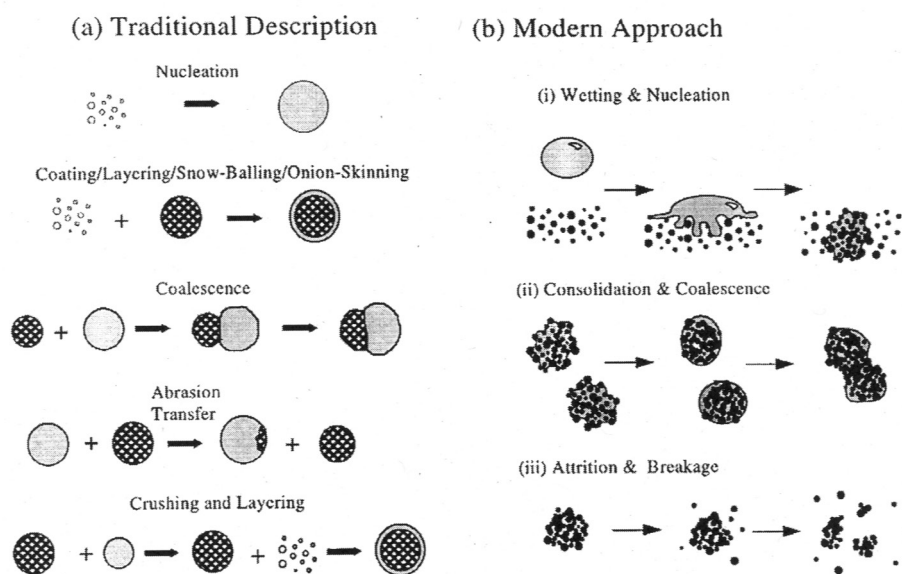 (a) Traditional Description
Nucleation
Coating/Layering/Snow-Balling/Onion-Skinning
+
Coalescence
+
Abrasion
Transfer
+
+
Crushing and Layering
+
+
(b) Modern Approach
(i) Wetting & Nucleation
(ii) Consolidation & Coalescence
(iii) Attrition & Breakage